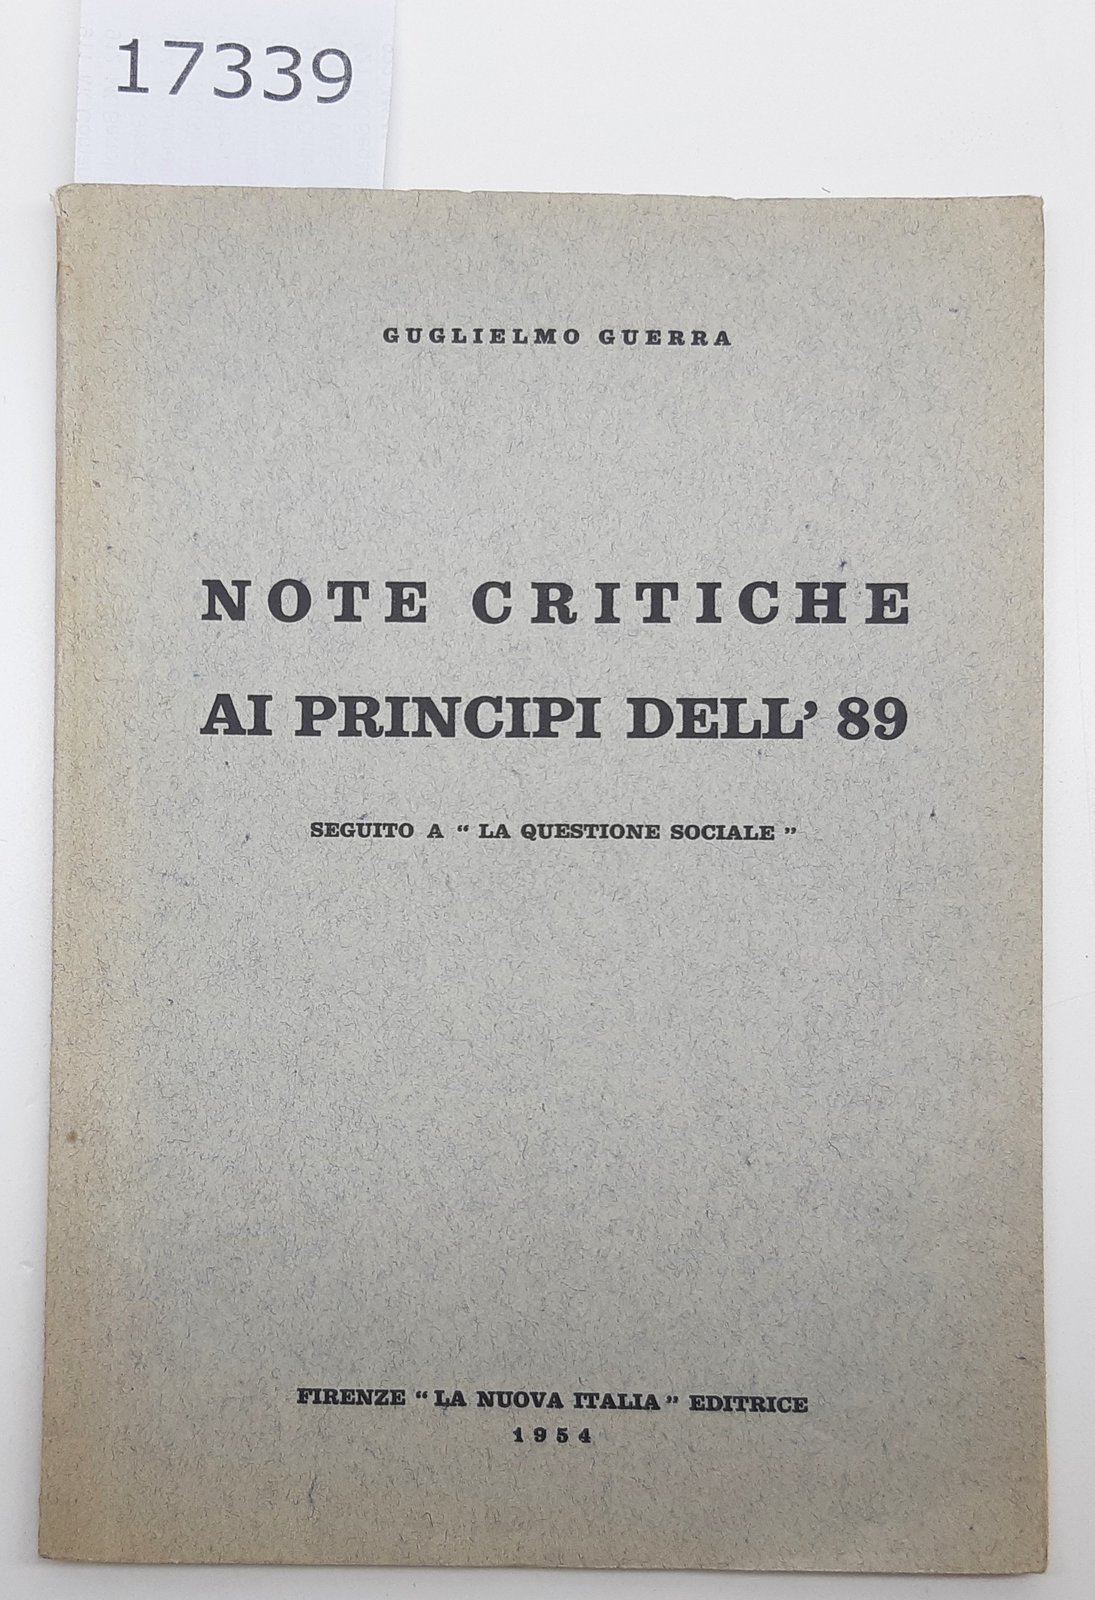 17339
GUGLIELMO GUERRA
NOTE CRITICHE
AI PRINCIPI DELL' 89
SEGUITO A “ LA QUESTIONE SOCIALE ”
FIRENZE “ LA NUOVA ITALIA ” EDITRICE
1954